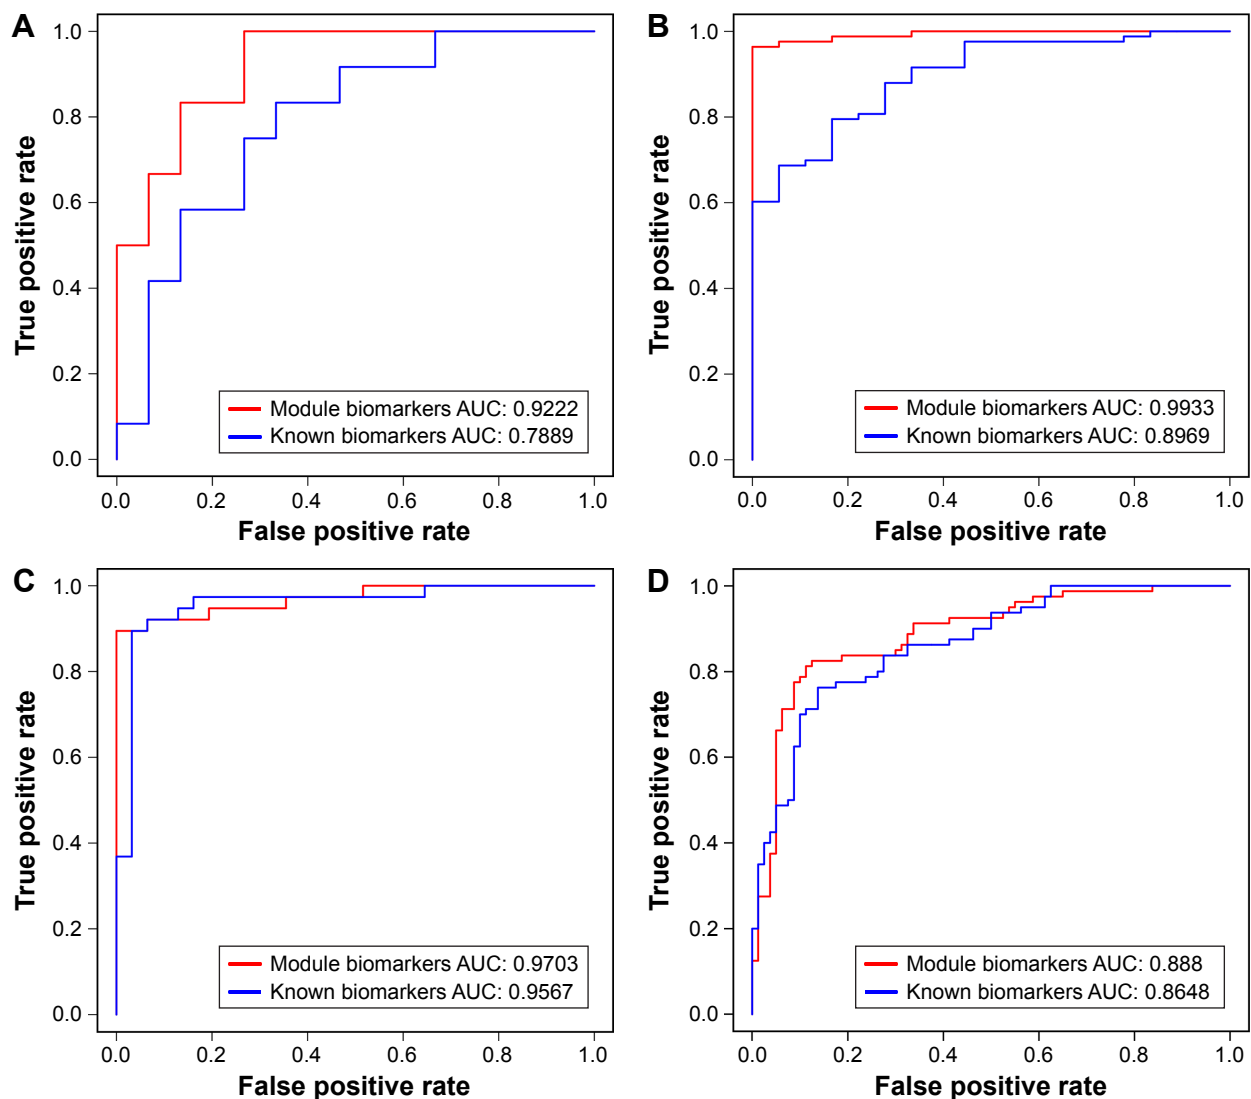 A
True positive rate
1.0
0.8
0.6
0.4
0.2
0.0
Module biomarkers AUC: 0.9222
Known biomarkers AUC: 0.7889
0.0 0.2 0.4 0.6 0.8 1.0
False positive rate
B
True positive rate
1.0
0.8
0.6
0.4
0.2
0.0
Module biomarkers AUC: 0.9933
Known biomarkers AUC: 0.8969
0.0 0.2 0.4 0.6 0.8 1.0
False positive rate
C
True positive rate
1.0
0.8
0.6
0.4
0.2
0.0
Module biomarkers AUC: 0.9703
Known biomarkers AUC: 0.9567
0.0 0.2 0.4 0.6 0.8 1.0
False positive rate
D
True positive rate
1.0
0.8
0.6
0.4
0.2
0.0
Module biomarkers AUC: 0.888
Known biomarkers AUC: 0.8648
0.0 0.2 0.4 0.6 0.8 1.0
False positive rate